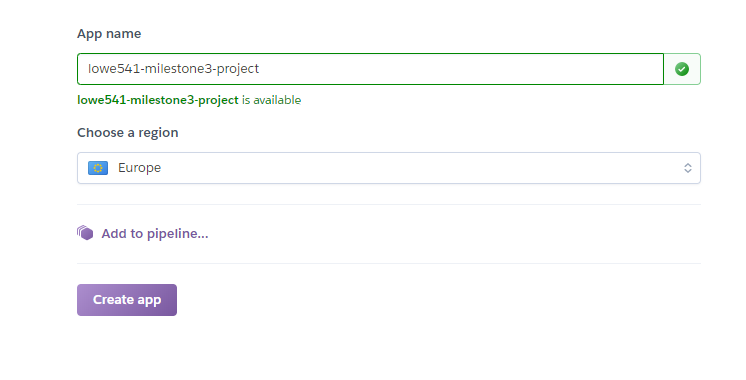 App name
lowe541-milestone3-project
lowe541-milestone3-project is available
Choose a region
Europe
Add to pipeline...
Create app